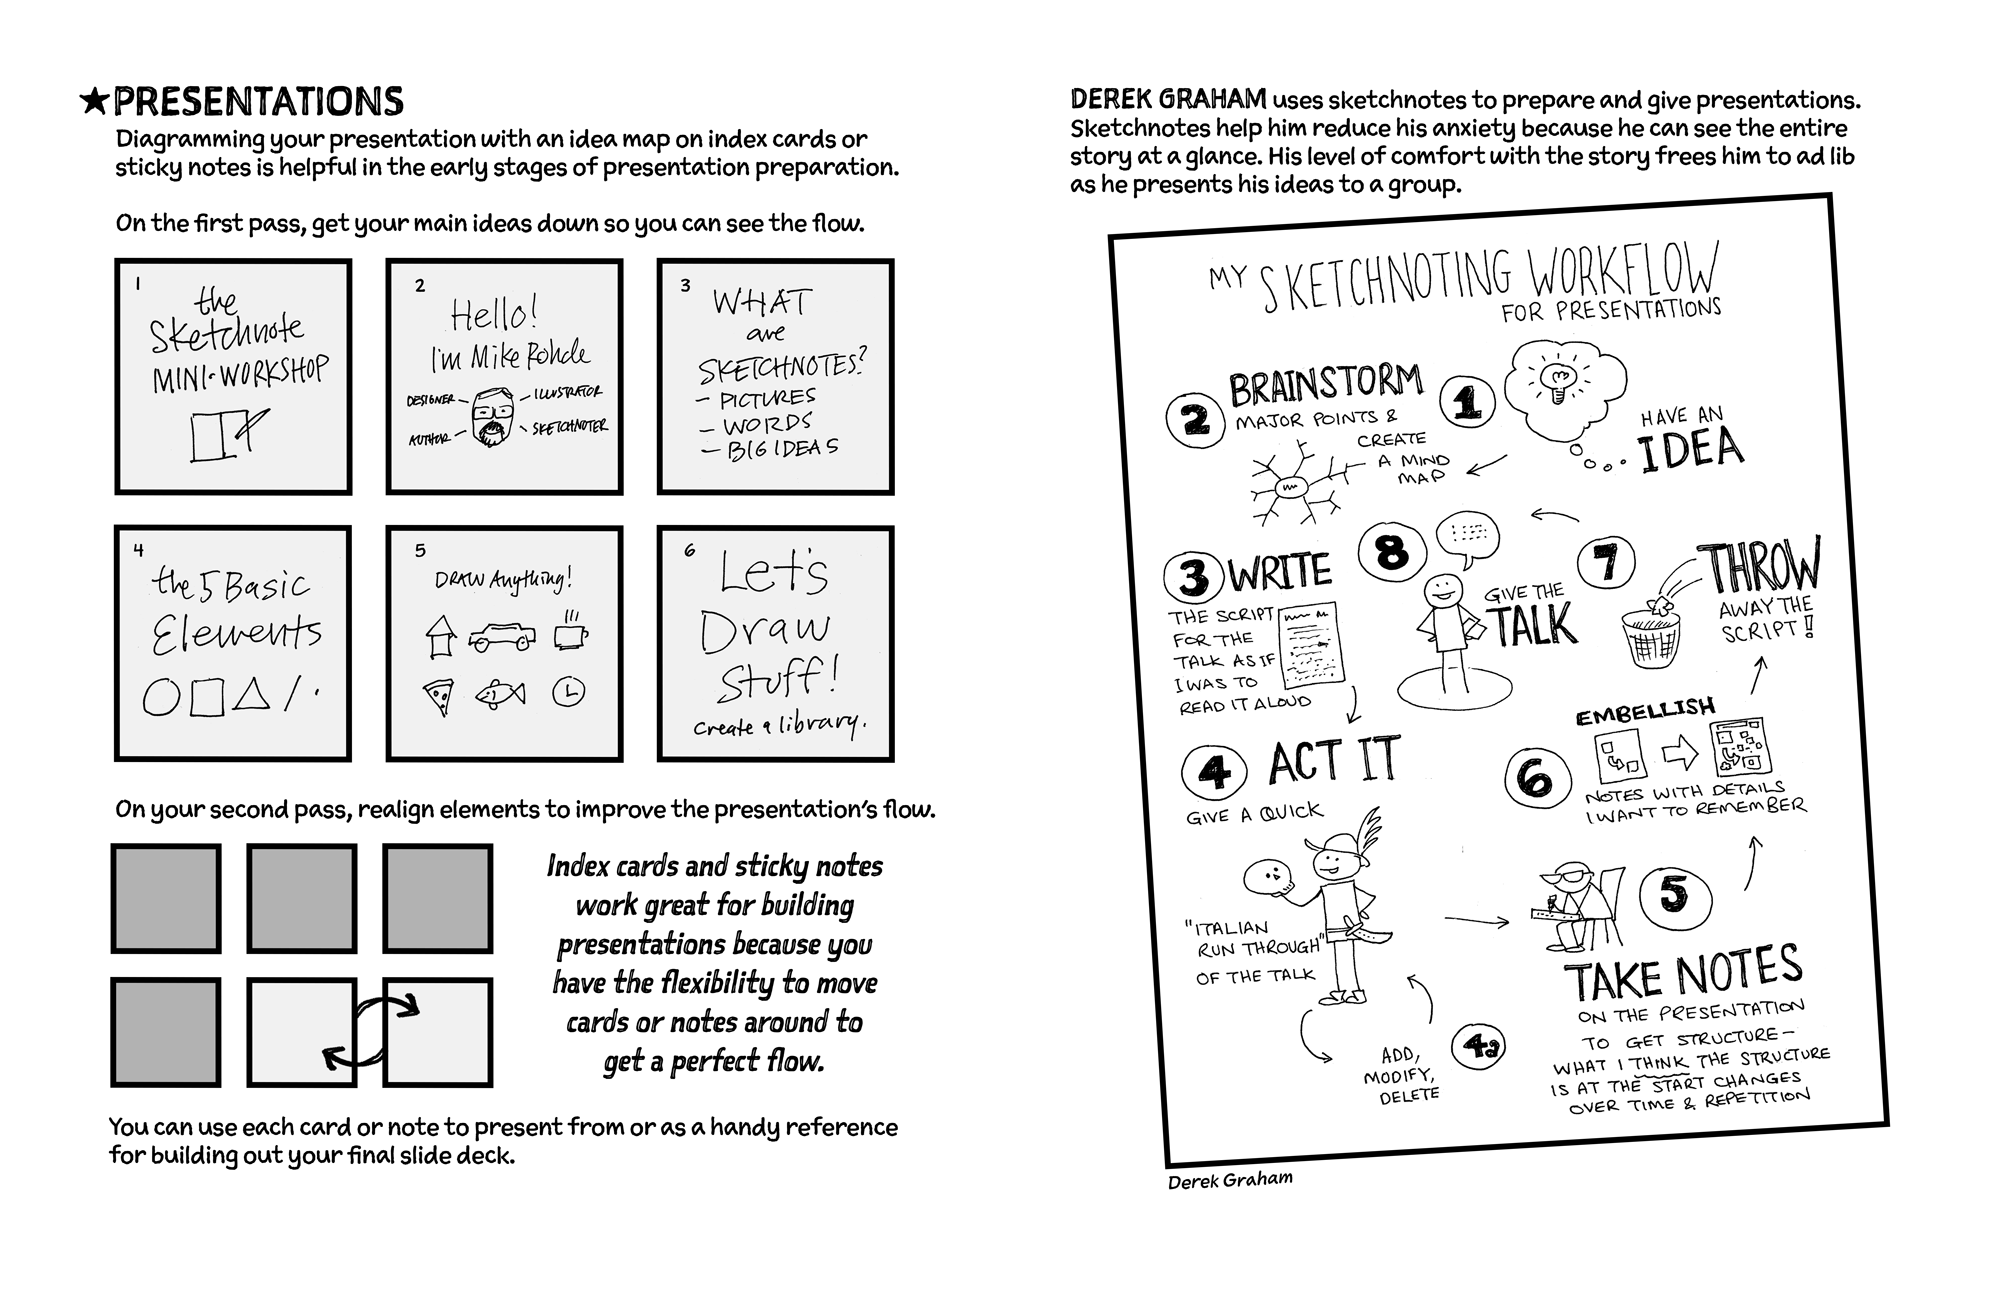 ★PRESENTATIONS
Diagramming your presentation with an idea map on index cards or
sticky notes is helpful in the early stages of presentation preparation.
On the first pass, get your main ideas down so you can see the flow.
1
the
Sketchnote
MINI-WORKSHOP
2
Hello!
I'm Mike Rohde
DESIGNER
ILLUSTRATOR
AUTHOR
SKETCHNOTER
3
WHAT
are
SKETCHNOTES?
- PICTURES
- WORDS
- BIG IDEAS
4
the 5 Basic
Elements
5
DRAW Anything!
6
Let's
Draw
Stuff!
Create a library.
On your second pass, realign elements to improve the presentation's flow.
Index cards and sticky notes
work great for building
presentations because you
have the flexibility to move
cards or notes around to
get a perfect flow.
You can use each card or note to present from or as a handy reference
for building out your final slide deck.
DEREK GRAHAM uses sketchnotes to prepare and give presentations.
Sketchnotes help him reduce his anxiety because he can see the entire
story at a glance. His level of comfort with the story frees him to ad lib
as he presents his ideas to a group.
MY SKETCHNOTING WORKFLOW
FOR PRESENTATIONS
1
HAVE AN
IDEA
2
BRAINSTORM
MAJOR POINTS &
CREATE
A MIND
MAP
3 WRITE
THE SCRIPT
FOR THE
TALK AS IF
I WAS TO
READ IT ALOUD
4 ACT IT
GIVE A QUICK
"ITALIAN
RUN THROUGH"
OF THE TALK
4a
ADD,
MODIFY,
DELETE
5
TAKE NOTES
ON THE PRESENTATION
TO GET STRUCTURE—
WHAT I THINK THE STRUCTURE
IS AT THE START CHANGES
OVER TIME & REPETITION
6
EMBELLISH
NOTES WITH DETAILS
I WANT TO REMEMBER
7
THROW
AWAY THE
SCRIPT!
8
GIVE THE
TALK
Derek Graham